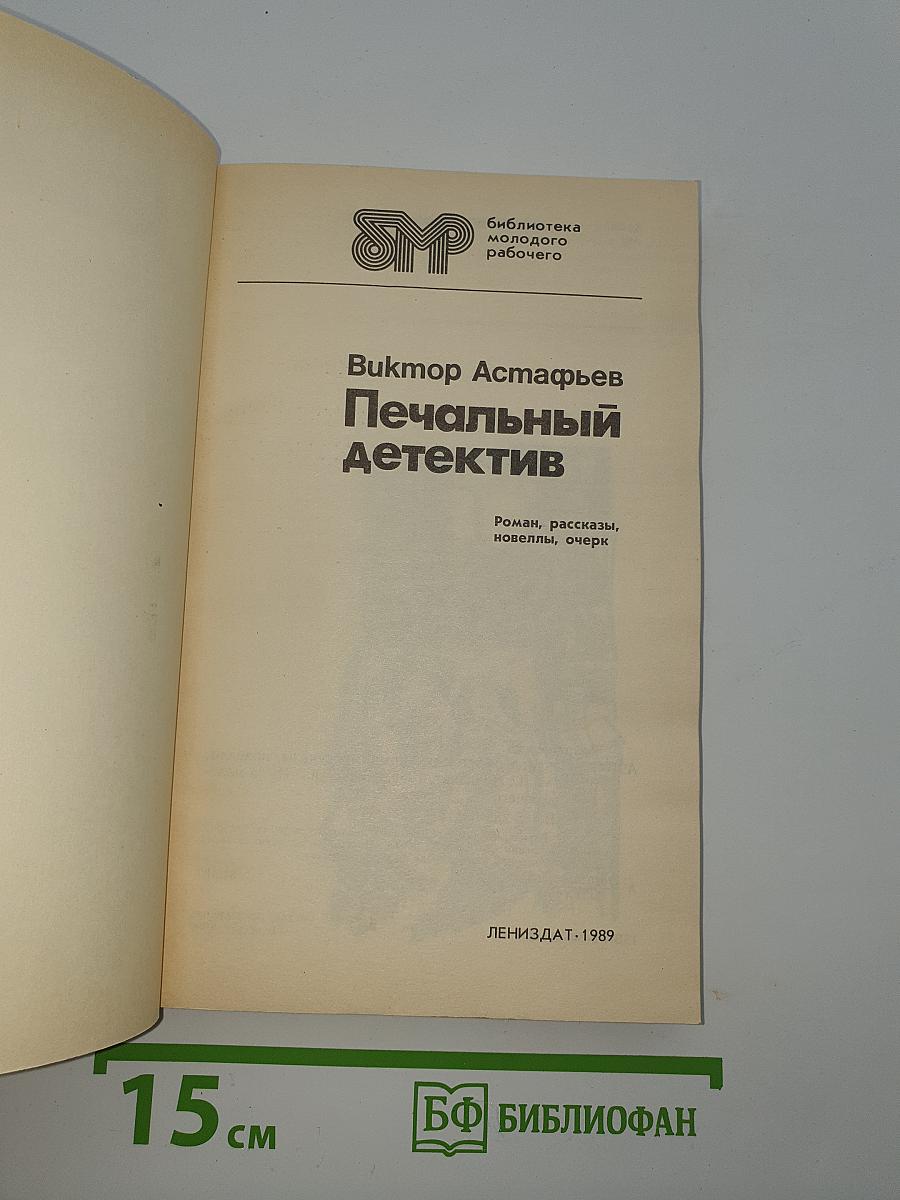 бмр
библиотека
молодого
рабочего
Виктор Астафьев
Печальный
детектив
Роман, рассказы,
новеллы, очерк
ЛЕНИЗДАТ·1989
15 см
БФ БИБЛИОФАН